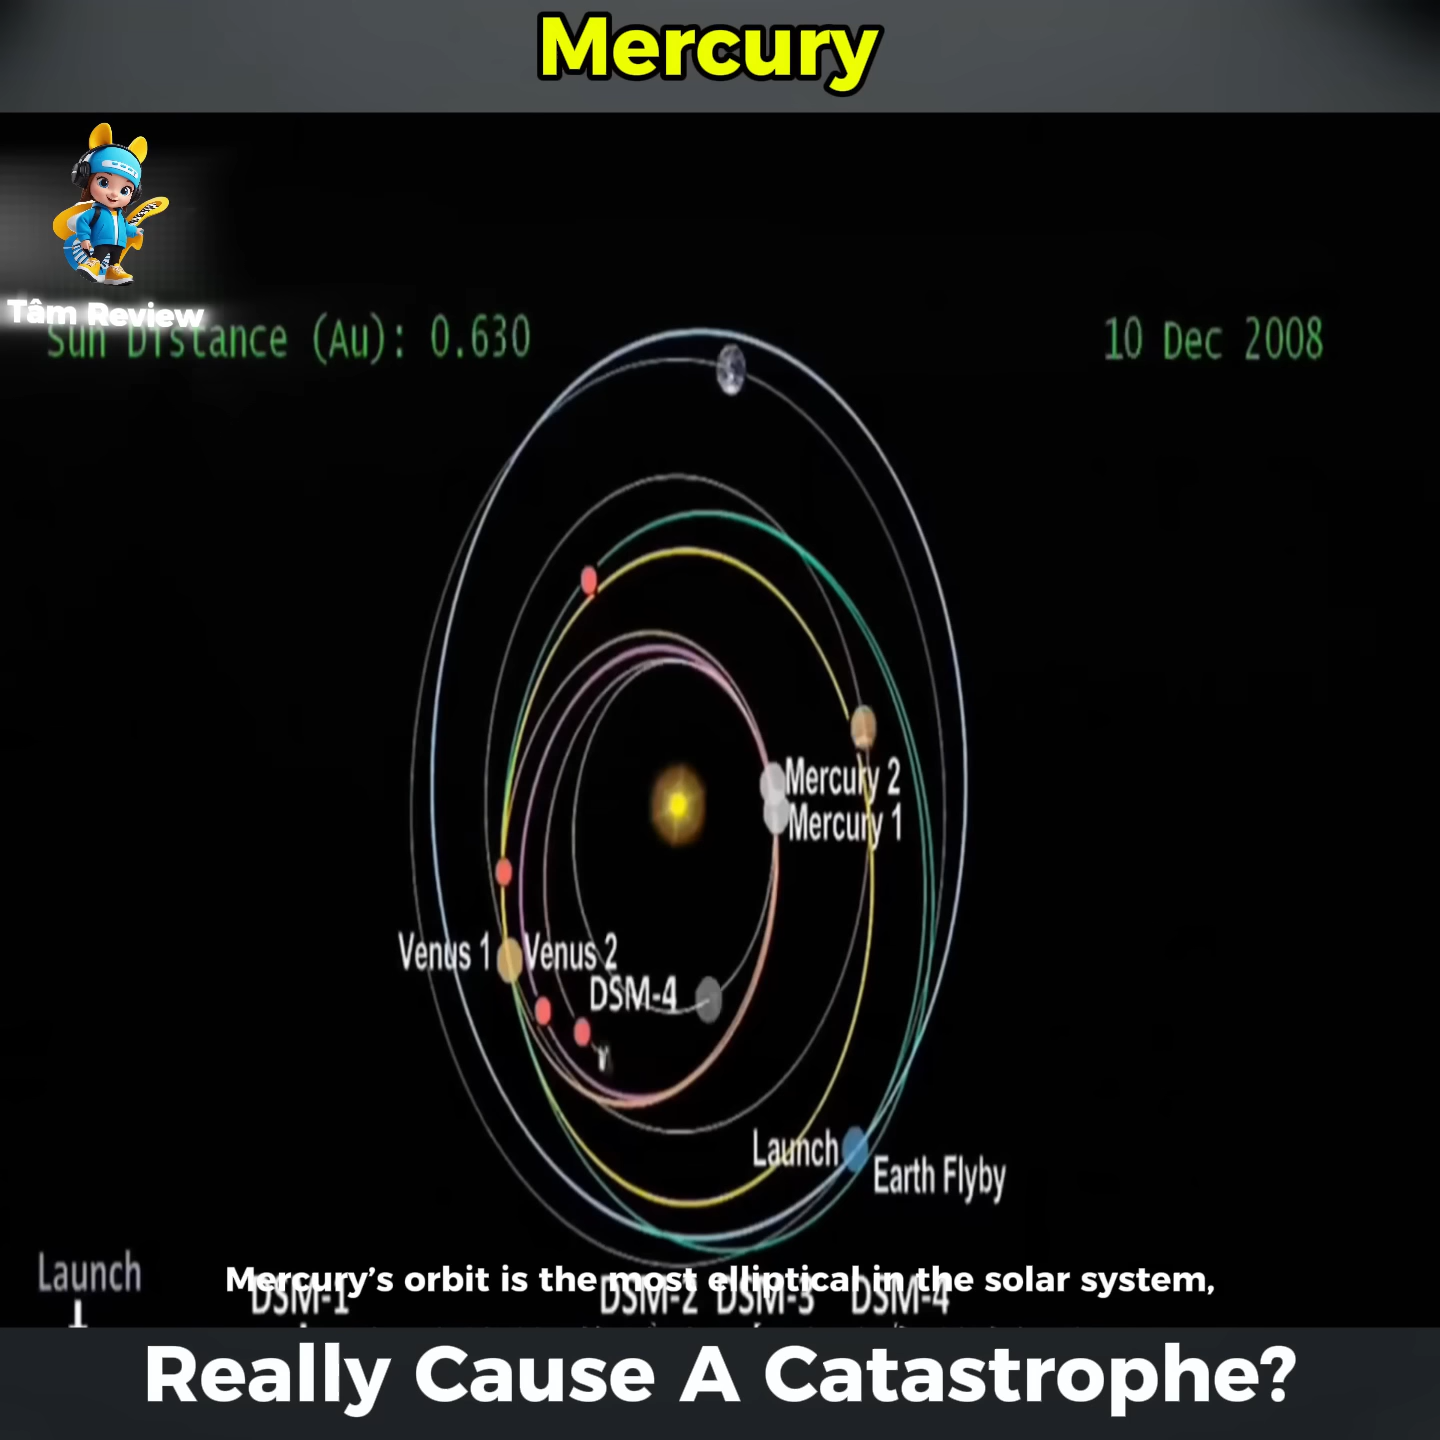 Mercury
Tâm Review
Sun Distance (Au): 0.630
10 Dec 2008
Mercury 2
Mercury 1
Venus 1
Venus 2
DSM-4
Launch
Earth Flyby
Launch
DSM-1
DSM-2
DSM-3
DSM-4
Mercury’s orbit is the most elliptical in the solar system,
Really Cause A Catastrophe?